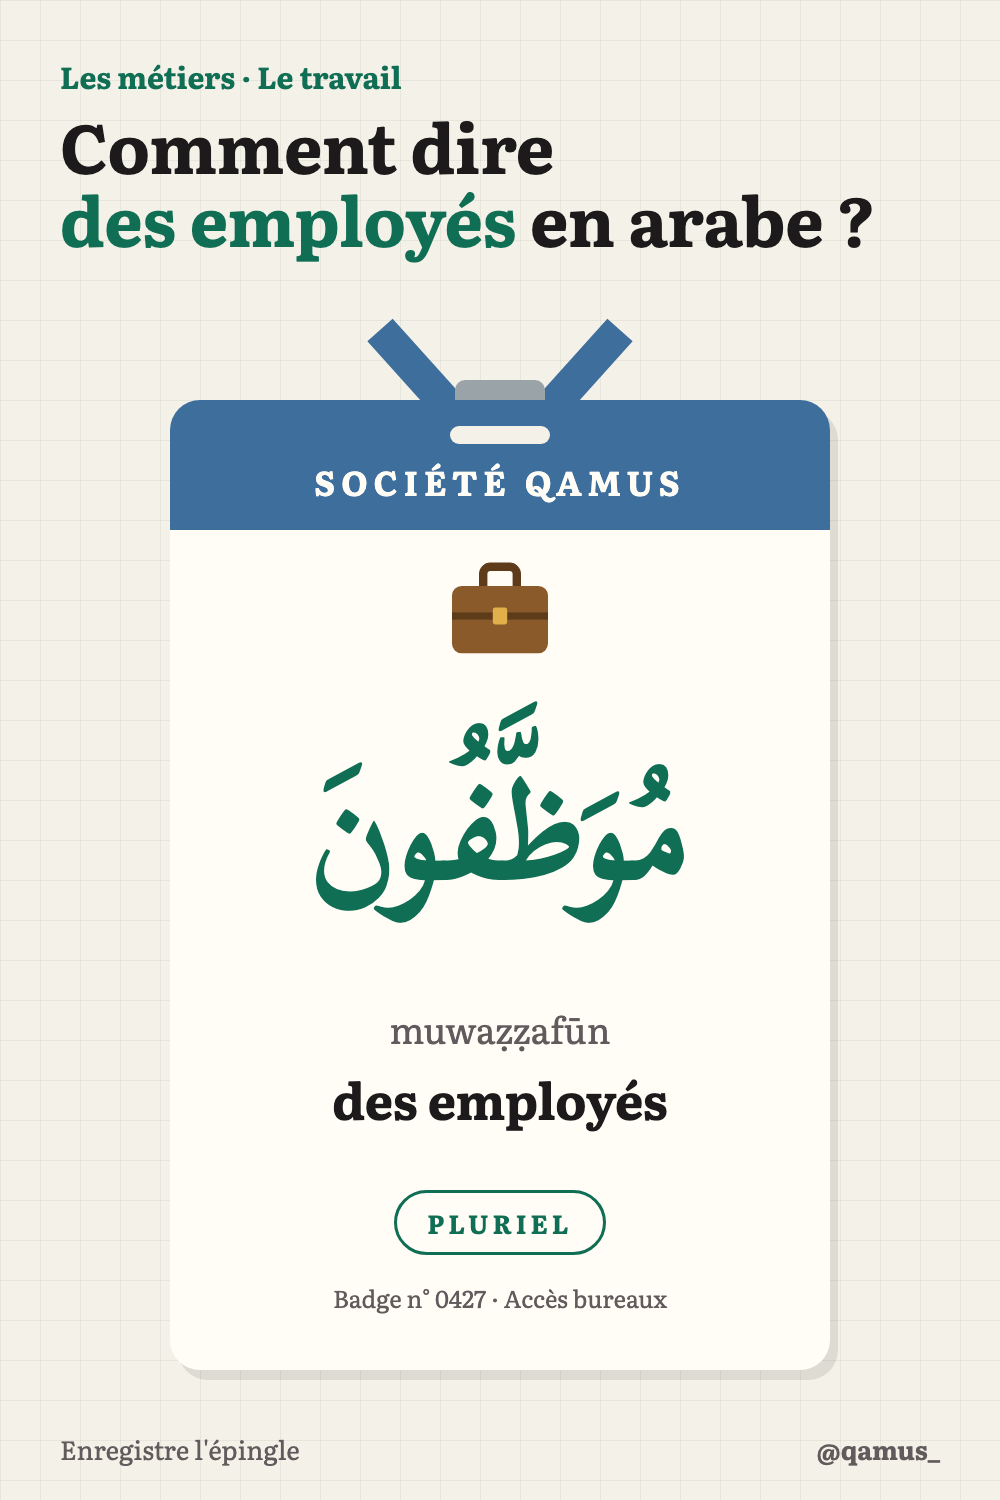 Les métiers · Le travail
Comment dire
des employés en arabe ?
SOCIÉTÉ QAMUS
مُوَظَّفُونَ
muwaẓẓafūn
des employés
PLURIEL
Badge n° 0427 · Accès bureaux
Enregistre l'épingle
@qamus_